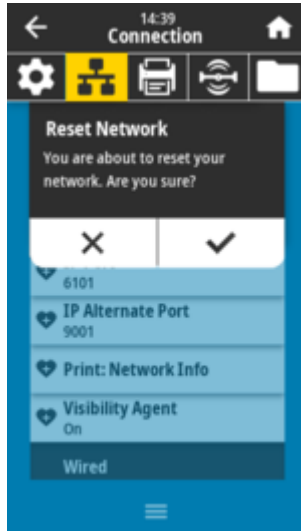 14:39
Connection
Reset Network
You are about to reset your
network. Are you sure?
6101
IP Alternate Port
9001
Print: Network Info
Visibility Agent
On
Wired